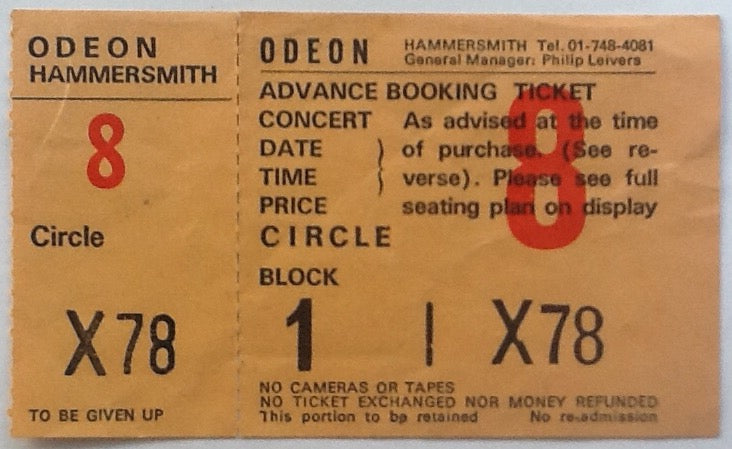 ODEON
HAMMERSMITH
8
Circle
X78
TO BE GIVEN UP
ODEON HAMMERSMITH Tel. 01-748-4081
General Manager: Philip Leivers
ADVANCE BOOKING TICKET
CONCERT As advised at the time
DATE ) of purchase. (See re-
TIME } verse). Please see full
PRICE seating plan on display
8
CIRCLE
BLOCK
1 | X78
NO CAMERAS OR TAPES
NO TICKET EXCHANGED NOR MONEY REFUNDED
This portion to be retained No re-admission